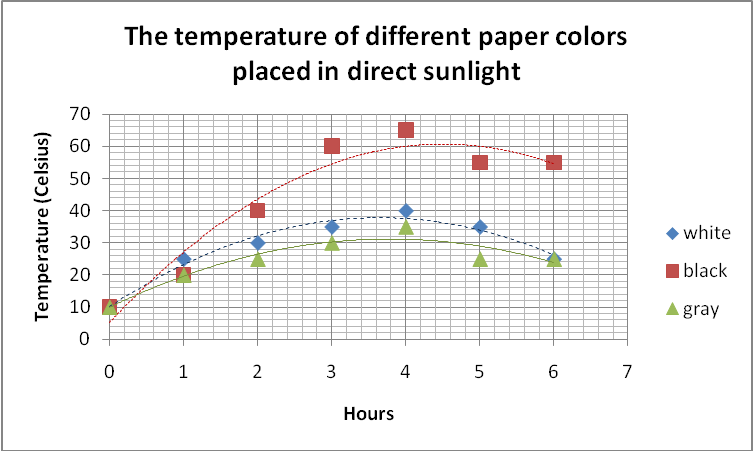 The temperature of different paper colors
placed in direct sunlight
Temperature (Celsius)
70
60
50
40
30
20
10
0
0 1 2 3 4 5 6 7
Hours
white
black
gray